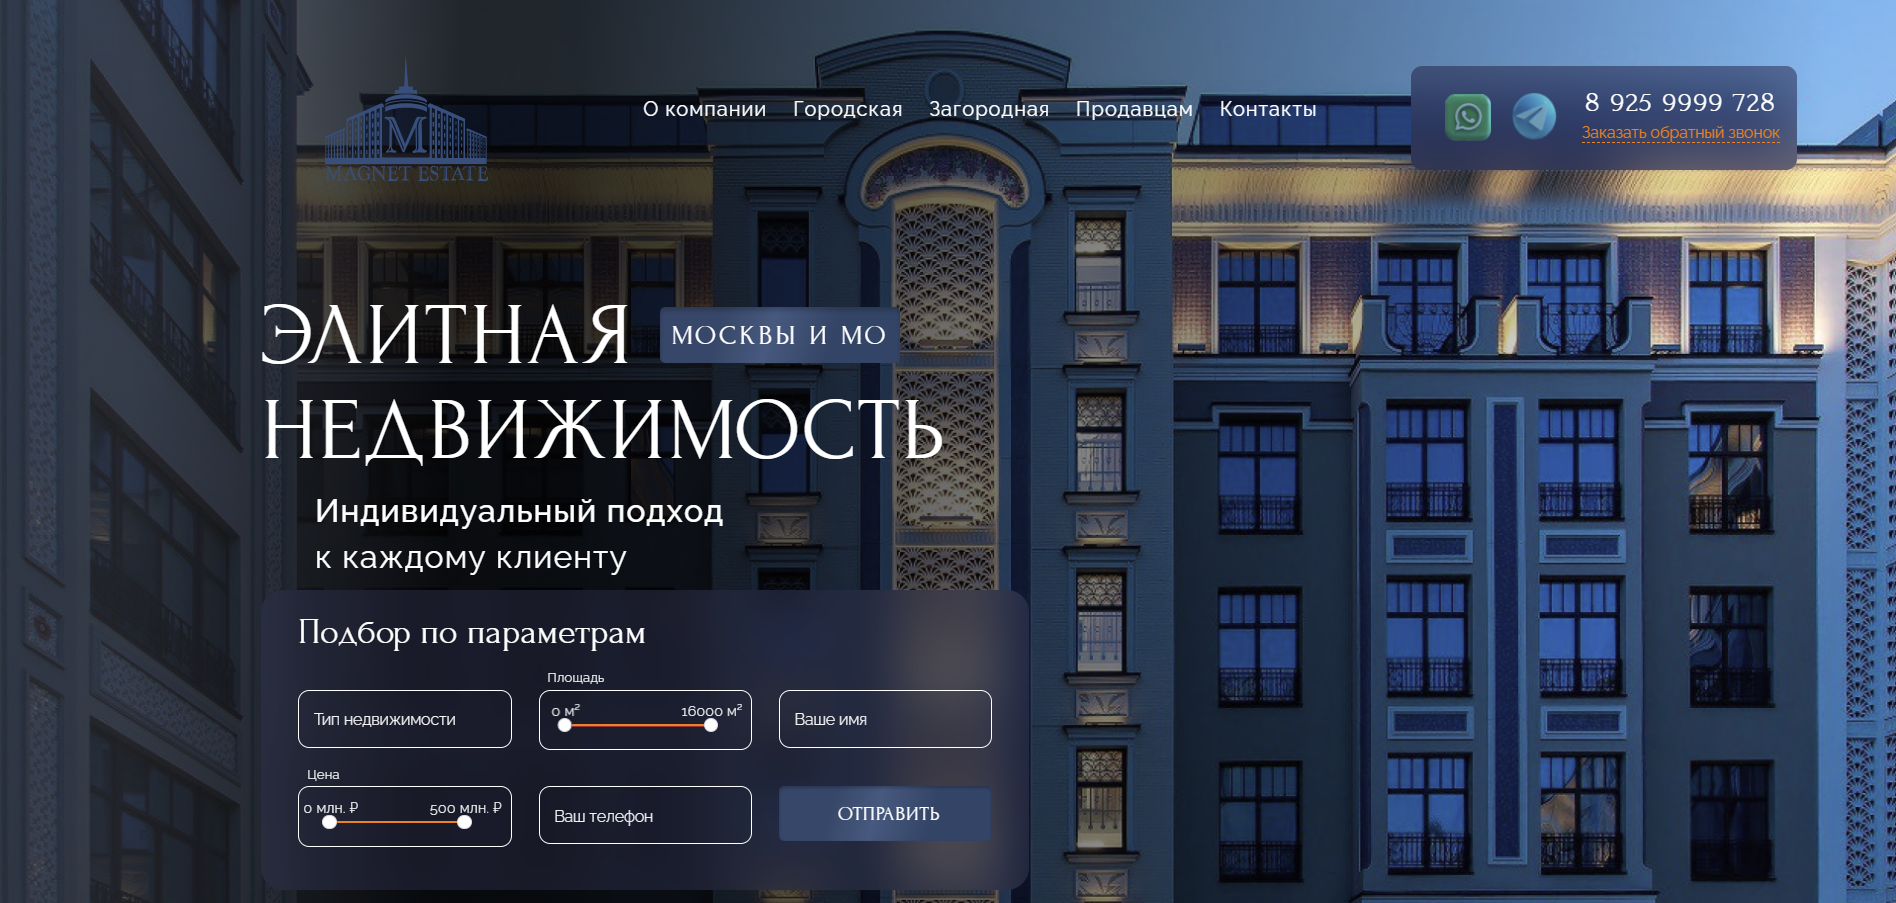 M
MAGNET ESTATE
О компании
Городская
Загородная
Продавцам
Контакты
8 925 9999 728
Заказать обратный звонок
ЭЛИТНАЯ
МОСКВЫ И МО
НЕДВИЖИМОСТЬ
Индивидуальный подход
к каждому клиенту
Подбор по параметрам
Тип недвижимости
Площадь
0 м²
16000 м²
Ваше имя
Цена
0 млн. ₽
500 млн. ₽
Ваш телефон
ОТПРАВИТЬ